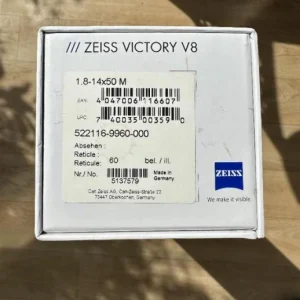 /// ZEISS VICTORY V8
1.8-14x50 M
EAN:
4 047006 116607
UPC:
7 40035 00359 0
522116-9960-000
Absehen :
Reticle :
Reticule: 60 bel. / ill.
Nr./ No. 5137579 Made in Germany
Carl Zeiss AG, Carl-Zeiss-Straße 22
73447 Oberkochen, Germany
ZEISS
We make it visible.